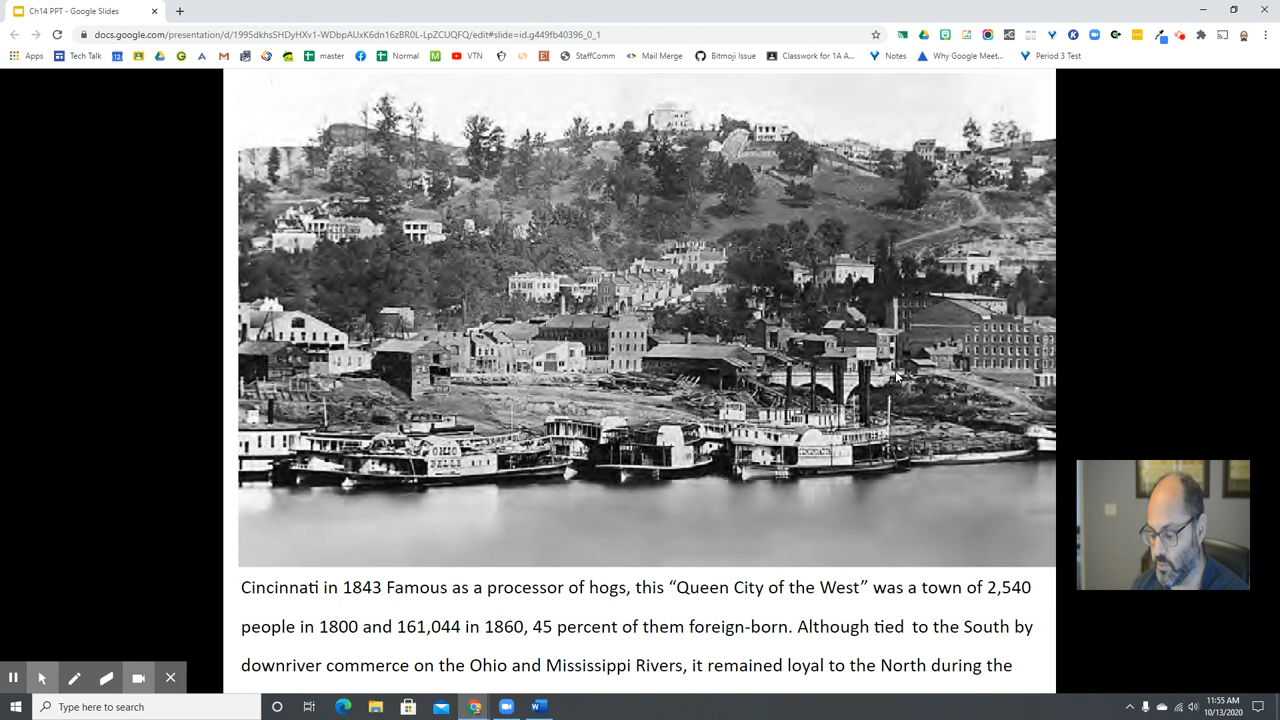 Ch14 PPT - Google Slides
docs.google.com/presentation/d/1995dkhsSHDyHXv1-WDbpAUxK6dn16zbR0L-LpZCUQFQ/edit#slide=id.g449fb40396_0_1
Apps Tech Talk master Normal VTN StaffComm Mail Merge Bitmoji Issue Classwork for 1A A... Notes Why Google Meet... Period 3 Test
OHIO
BELLE
Cincinnati in 1843 Famous as a processor of hogs, this “Queen City of the West” was a town of 2,540
people in 1800 and 161,044 in 1860, 45 percent of them foreign-born. Although tied to the South by
downriver commerce on the Ohio and Mississippi Rivers, it remained loyal to the North during the
Type here to search
11:55 AM
10/13/2020